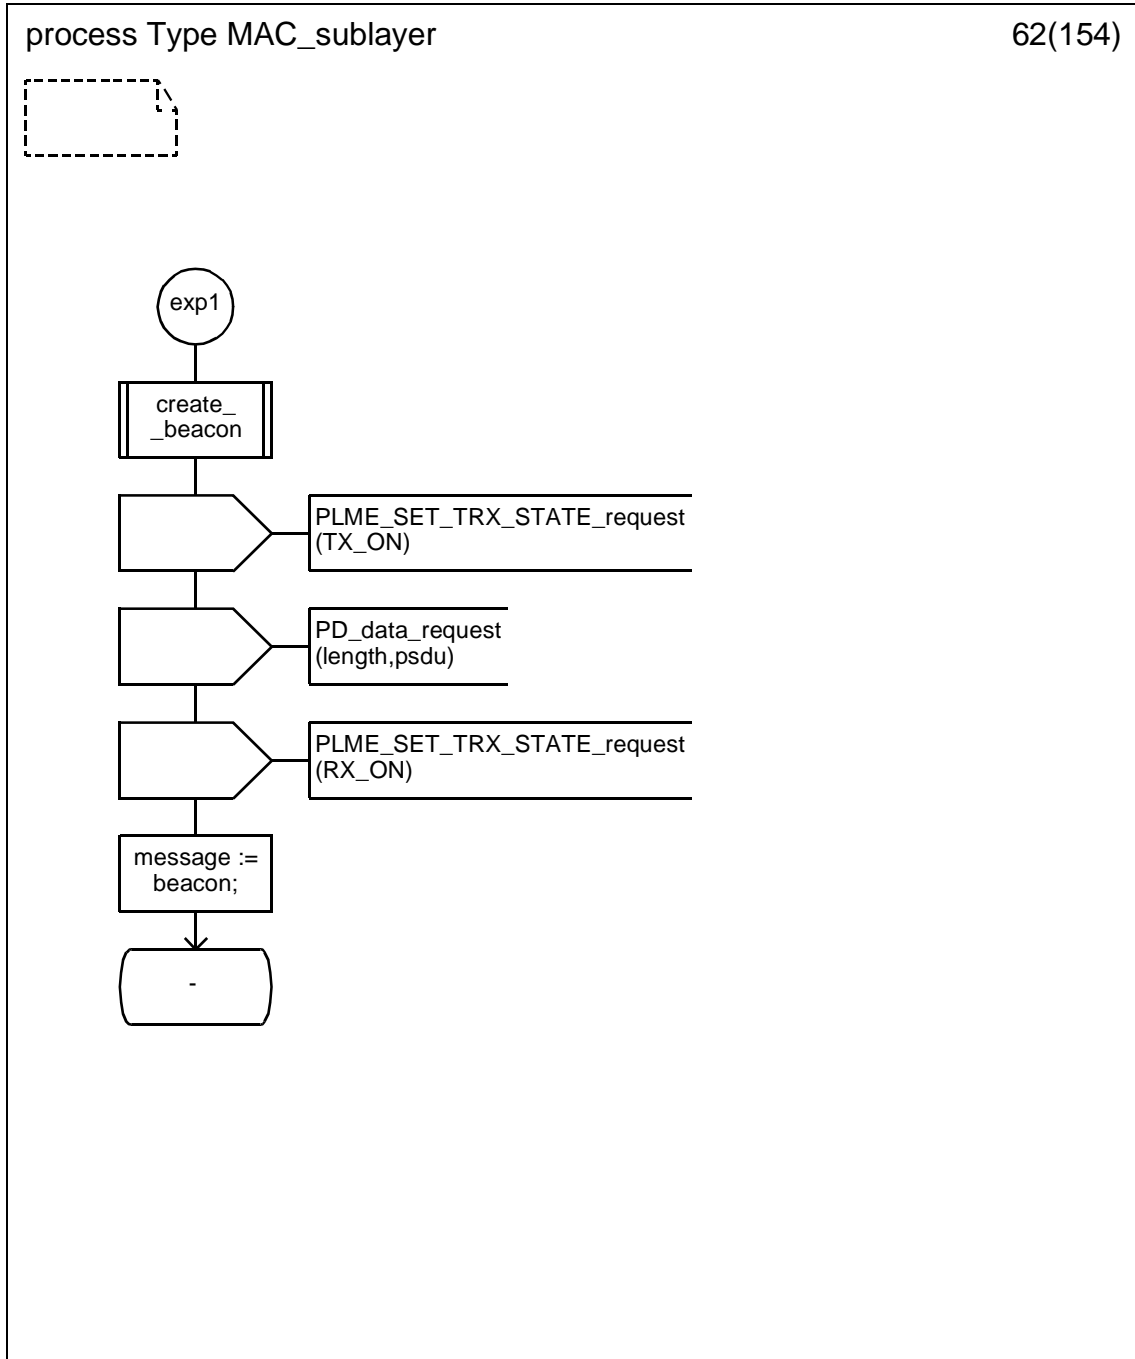 process Type MAC_sublayer
62(154)
exp1
create_
_beacon
PLME_SET_TRX_STATE_request
(TX_ON)
PD_data_request
(length,psdu)
PLME_SET_TRX_STATE_request
(RX_ON)
message :=
beacon;
-